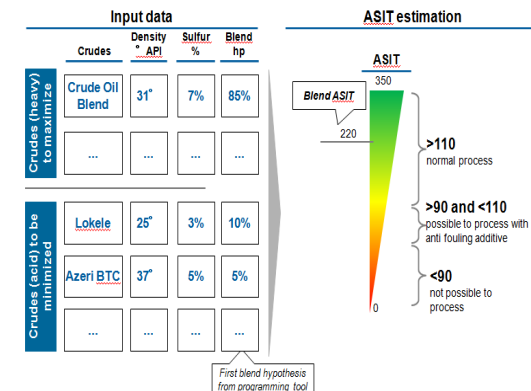 Input data
Crudes
Density
° API
Sulfur
%
Blend
hp
Crudes (heavy)
to maximize
Crude Oil
Blend
31°
7%
85%
...
...
...
...
Crudes (acid) to be
minimized
Lokele
25°
3%
10%
Azeri BTC
37°
5%
5%
...
...
...
...
First blend hypothesis
from programming tool
ASIT estimation
ASIT
350
Blend ASIT
220
>110
normal process
>90 and <110
possible to process with
anti fouling additive
<90
not possible to
process
0